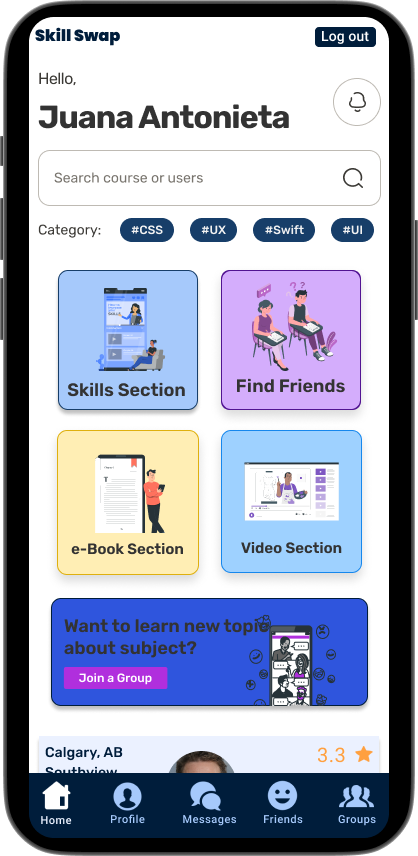 Skill Swap
Log out
Hello,
Juana Antonieta
Search course or users
Category:
#CSS
#UX
#Swift
#UI
Skills Section
Find Friends
e-Book Section
Video Section
Want to learn new topic
about subject?
Join a Group
Calgary, AB
3.3
Southview
Home
Profile
Messages
Friends
Groups